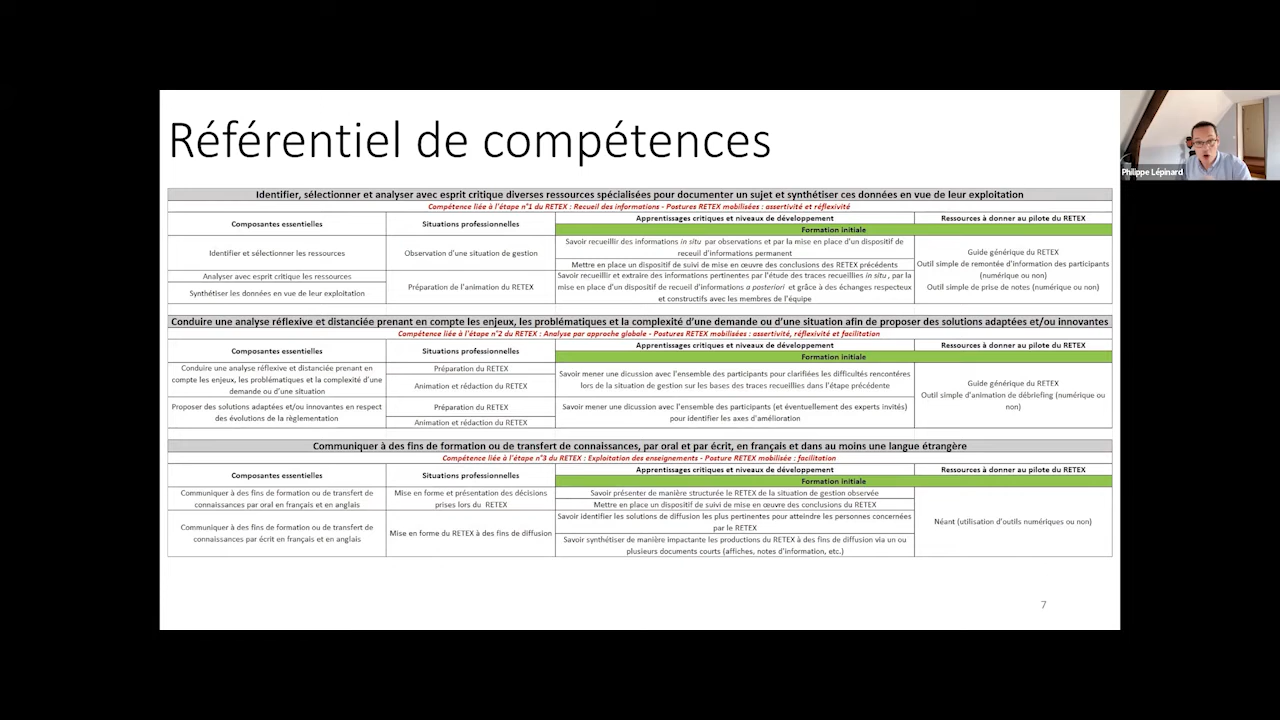 Référentiel de compétences
Philippe Lépinard
Identifier, sélectionner et analyser avec esprit critique diverses ressources spécialisées pour documenter un sujet et synthétiser ces données en vue de leur exploitation
Compétence liée à l'étape n°1 du RETEX : Recueil des informations - Postures RETEX mobilisées : assertivité et réflexivité
Composantes essentielles
Situations professionnelles
Apprentissages critiques et niveaux de développement
Ressources à donner au pilote du RETEX
Formation initiale
Identifier et sélectionner les ressources
Observation d'une situation de gestion
Savoir recueillir des informations in situ par observations et par la mise en place d'un dispositif de
receuil d'informations permanent
Mettre en place un dispositif de suivi de mise en œuvre des conclusions des RETEX précédents
Guide générique du RETEX
Outil simple de remontée d'information des participants
(numérique ou non)
Outil simple de prise de notes (numérique ou non)
Analyser avec esprit critique les ressources
Synthétiser les données en vue de leur exploitation
Préparation de l'animation du RETEX
Savoir recueillir et extraire des informations pertinentes par l'étude des traces recueillies in situ, par la
mise en place d'un dispositif de recueil d'informations a posteriori et grâce à des échanges respecteux
et constructifs avec les membres de l'équipe
Conduire une analyse réflexive et distanciée prenant en compte les enjeux, les problématiques et la complexité d'une demande ou d'une situation afin de proposer des solutions adaptées et/ou innovantes
Compétence liée à l'étape n°2 du RETEX : Analyse par approche globale - Postures RETEX mobilisées : assertivité, réflexivité et facilitation
Composantes essentielles
Situations professionnelles
Apprentissages critiques et niveaux de développement
Ressources à donner au pilote du RETEX
Formation initiale
Conduire une analyse réflexive et distanciée prenant en
compte les enjeux, les problématiques et la complexité d'une
demande ou d'une situation
Préparation du RETEX
Animation et rédaction du RETEX
Savoir mener une dicussion avec l'ensemble des participants pour clarifiées les difficultés rencontérées
lors de la situation de gestion sur les bases des traces recueillies dans l'étape précédente
Guide générique du RETEX
Outil simple d'animation de débriefing (numérique ou
non)
Proposer des solutions adaptées et/ou innovantes en respect
des évolutions de la règlementation
Préparation du RETEX
Animation et rédaction du RETEX
Savoir mener une dicussion avec l'ensemble des participants (et éventuellement des experts invités)
pour identifier les axes d'amélioration
Communiquer à des fins de formation ou de transfert de connaissances, par oral et par écrit, en français et dans au moins une langue étrangère
Compétence liée à l'étape n°3 du RETEX : Exploitation des enseignements - Posture RETEX mobilisée : facilitation
Composantes essentielles
Situations professionnelles
Apprentissages critiques et niveaux de développement
Ressources à donner au pilote du RETEX
Formation initiale
Communiquer à des fins de formation ou de transfert de
connaissances par oral en français et en anglais
Mise en forme et présentation des décisions
prises lors du RETEX
Savoir présenter de manière structurée le RETEX de la situation de gestion observée
Mettre en place un dispositif de suivi de mise en œuvre des conclusions du RETEX
Néant (utilisation d'outils numériques ou non)
Communiquer à des fins de formation ou de transfert de
connaissances par écrit en français et en anglais
Mise en forme du RETEX à des fins de diffusion
Savoir identifier les solutions de diffusion les plus pertinentes pour atteindre les personnes concernées
par le RETEX
Savoir synthétiser de manière impactante les productions du RETEX à des fins de diffusion via un ou
plusieurs documents courts (affiches, notes d'information, etc.)
7